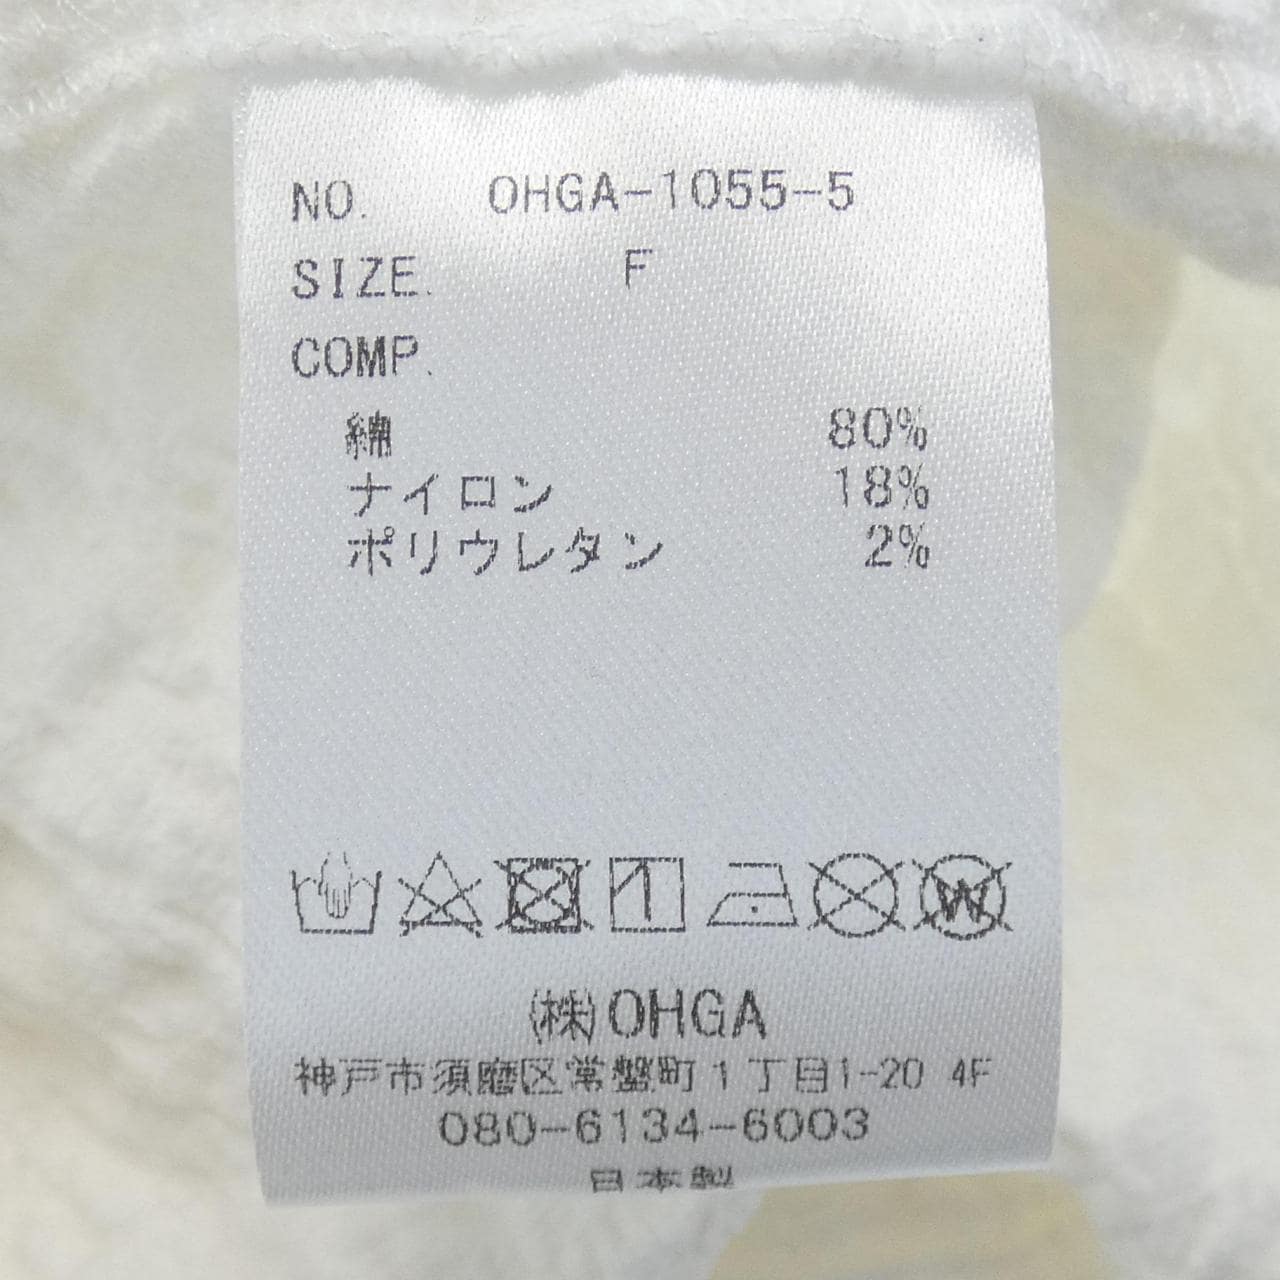 NO. OHGA-1055-5
SIZE. F
COMP.
綿 80%
ナイロン 18%
ポリウレタン 2%
W
(株)OHGA
神戸市須磨区常盤町1丁目1-20 4F
080-6134-6003
日本製